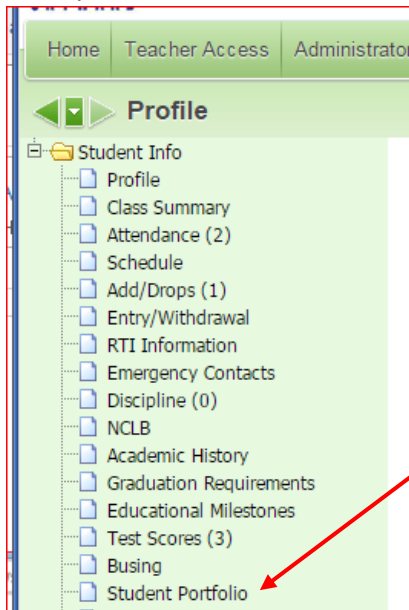 Home Teacher Access Administrator
Profile
Student Info
Profile
Class Summary
Attendance (2)
Schedule
Add/Drops (1)
Entry/Withdrawal
RTI Information
Emergency Contacts
Discipline (0)
NCLB
Academic History
Graduation Requirements
Educational Milestones
Test Scores (3)
Busing
Student Portfolio